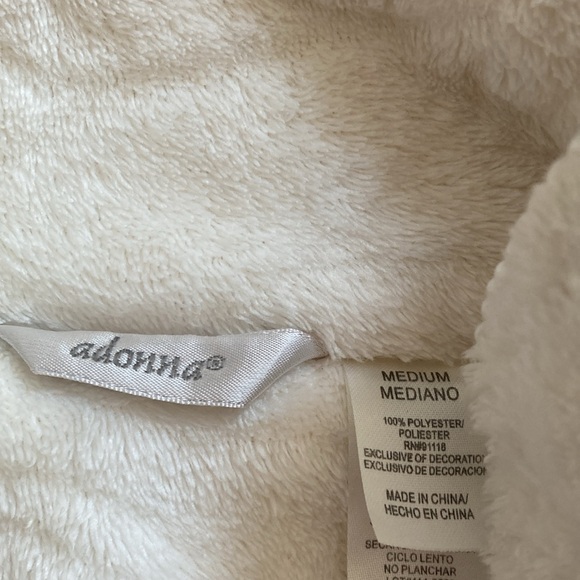 adonna®
MEDIUM
MEDIANO
100% POLYESTER/
POLIESTER
RN#91116
EXCLUSIVE OF DECORATION
EXCLUSIVO DE DECORACION
MADE IN CHINA/
HECHO EN CHINA
CICLO LENTO
NO PLANCHAR